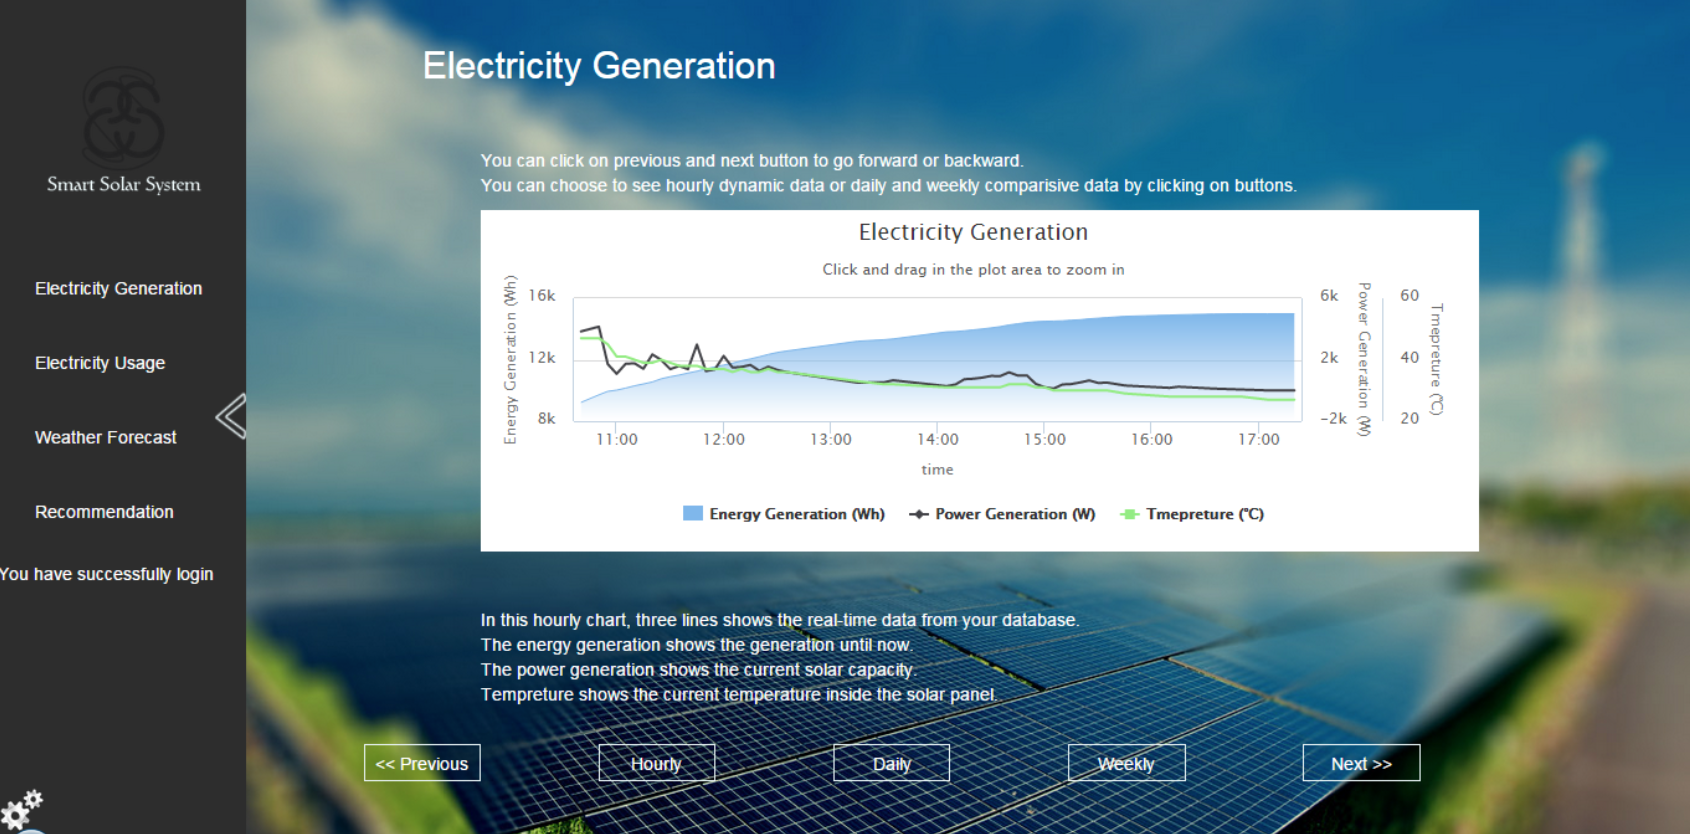 Smart Solar System
Electricity Generation
Electricity Usage
Weather Forecast
Recommendation
You have successfully login
Electricity Generation
You can click on previous and next button to go forward or backward.
You can choose to see hourly dynamic data or daily and weekly comparisive data by clicking on buttons.
Electricity Generation
Click and drag in the plot area to zoom in
Energy Generation (Wh)
16k
12k
8k
6k
2k
-2k
Power Generation (W)
60
40
20
Tmepreture (℃)
11:00 12:00 13:00 14:00 15:00 16:00 17:00
time
Energy Generation (Wh) Power Generation (W) Tmepreture (℃)
In this hourly chart, three lines shows the real-time data from your database.
The energy generation shows the generation until now.
The power generation shows the current solar capacity.
Tempreture shows the current temperature inside the solar panel.
<< Previous Hourly Daily Weekly Next >>